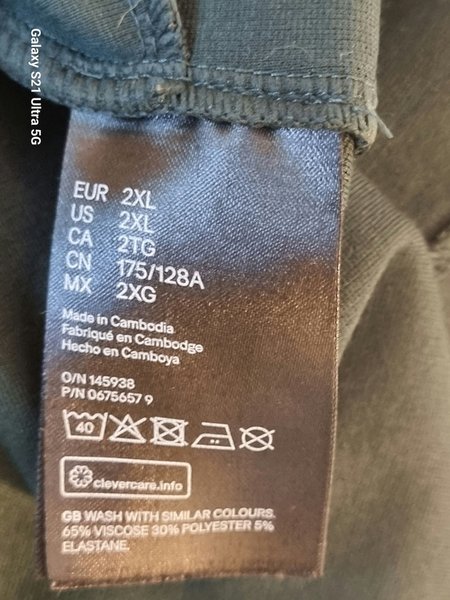 Galaxy S21 Ultra 5G
EUR 2XL
US 2XL
CA 2TG
CN 175/128A
MX 2XG
Made in Cambodia
Fabriqué en Cambodge
Hecho en Camboya
O/N 145938
P/N 0675657 9
40
clevercare.info
GB WASH WITH SIMILAR COLOURS.
65% VISCOSE 30% POLYESTER 5%
ELASTANE.